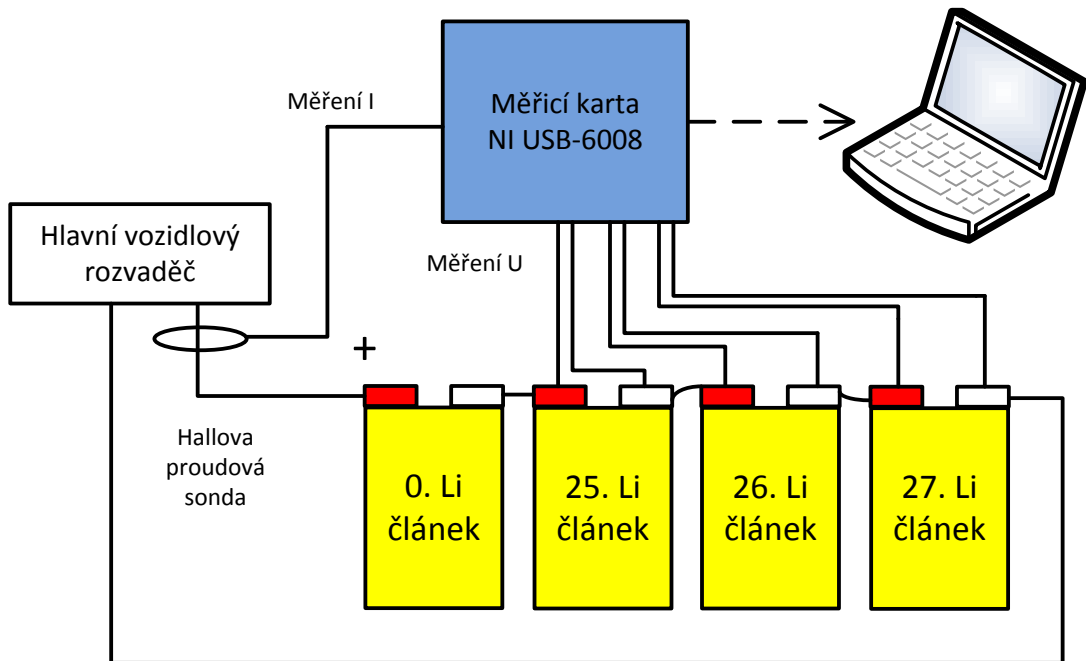 Měření I
Měřicí karta
NI USB-6008
Hlavní vozidlový
rozvaděč
Měření U
+
Hallova
proudová
sonda
0. Li
článek
25. Li
článek
26. Li
článek
27. Li
článek